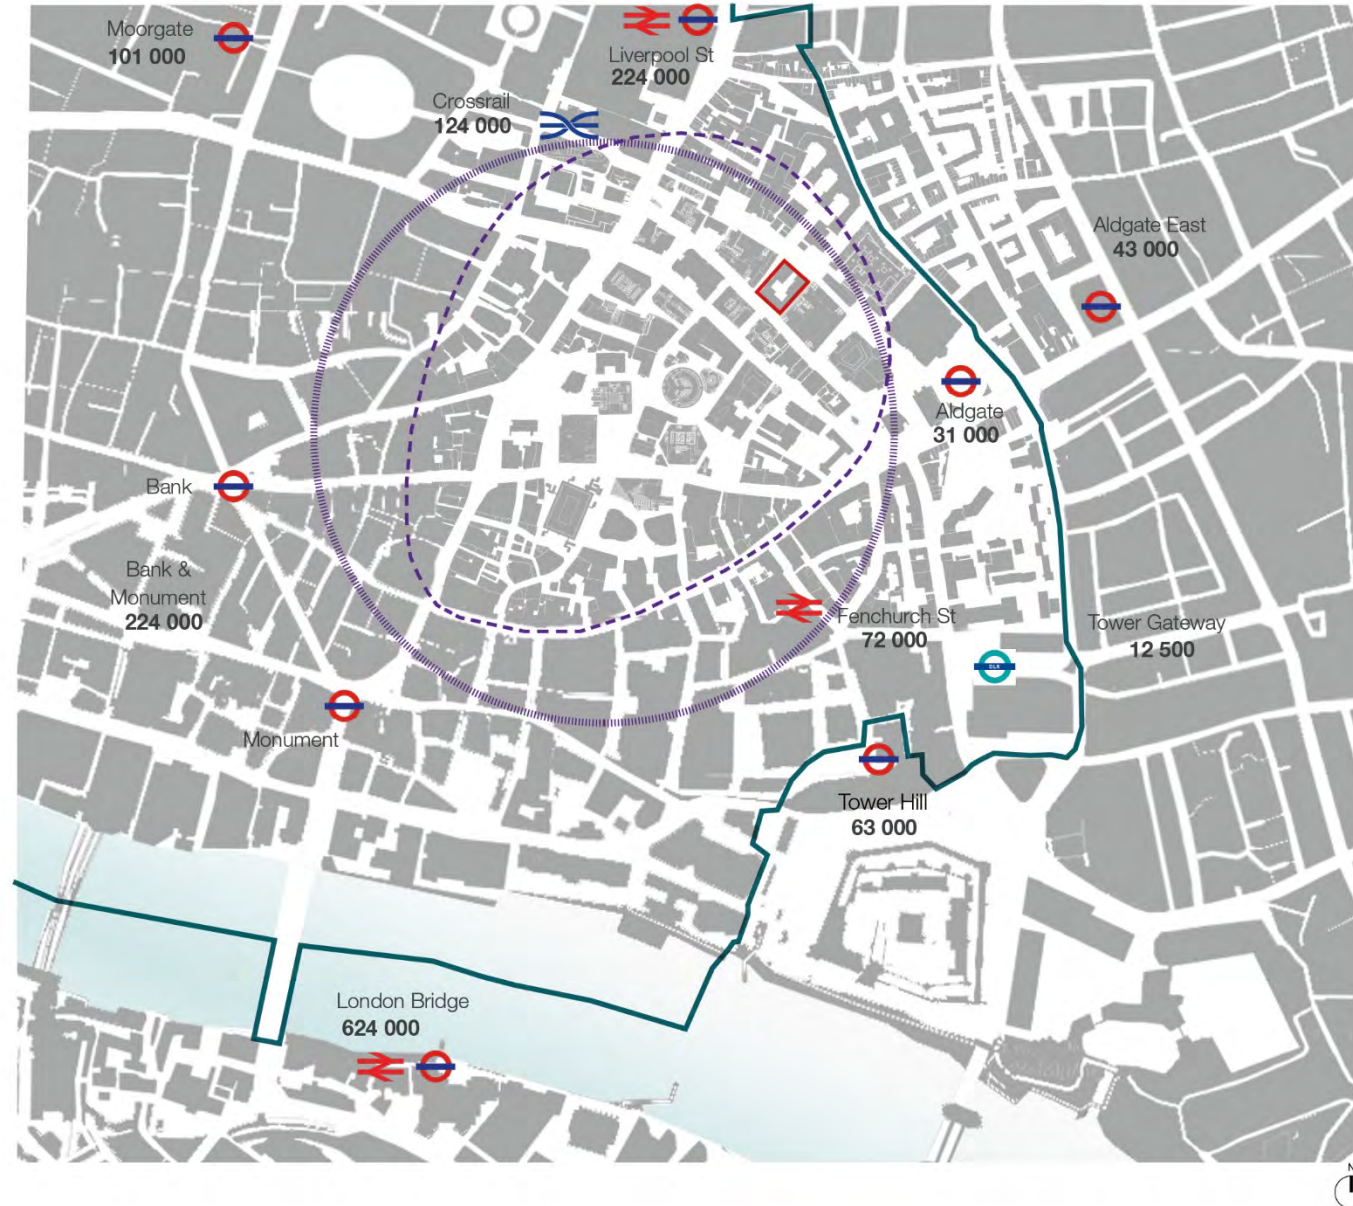 Moorgate
101 000
Liverpool St
224 000
Crossrail
124 000
Aldgate East
43 000
Aldgate
31 000
Bank
Bank &
Monument
224 000
Fenchurch St
72 000
Tower Gateway
12 500
DLR
Monument
Tower Hill
63 000
London Bridge
624 000
N